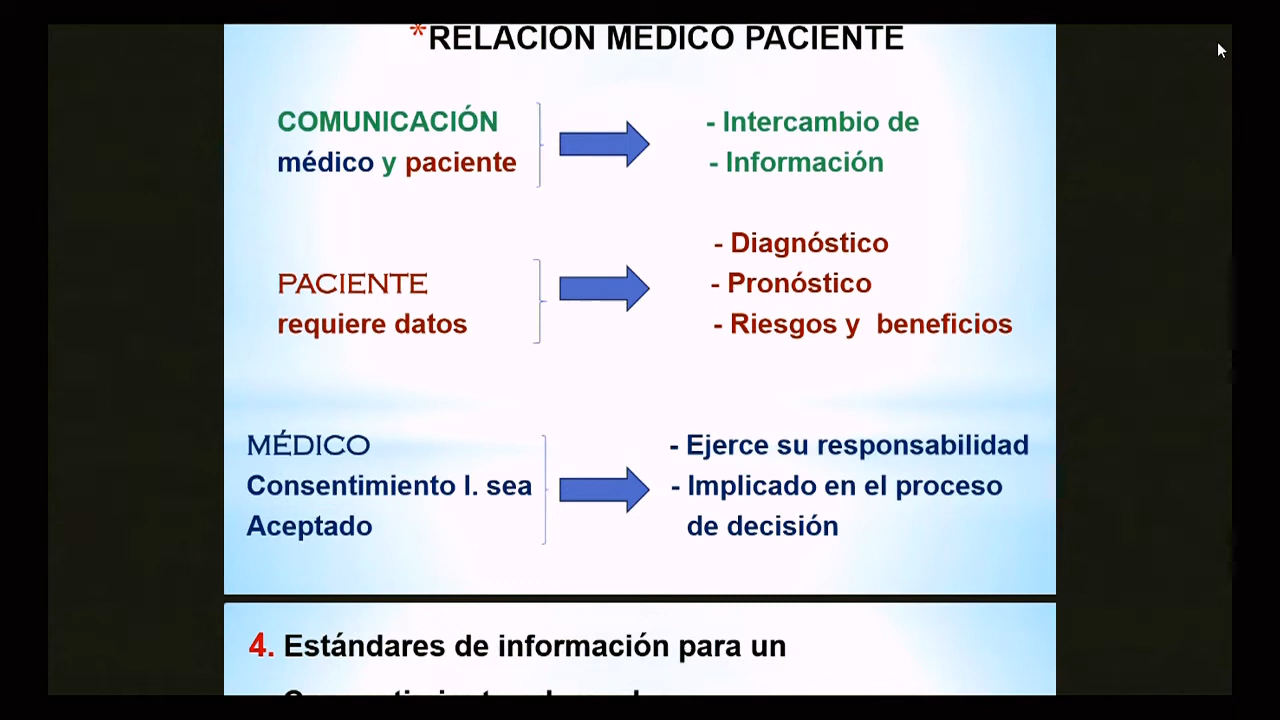 *RELACION MEDICO PACIENTE
COMUNICACIÓN
médico y paciente
- Intercambio de
- Información
PACIENTE
requiere datos
- Diagnóstico
- Pronóstico
- Riesgos y beneficios
MÉDICO
Consentimiento I. sea
Aceptado
- Ejerce su responsabilidad
- Implicado en el proceso
de decisión
4. Estándares de información para un